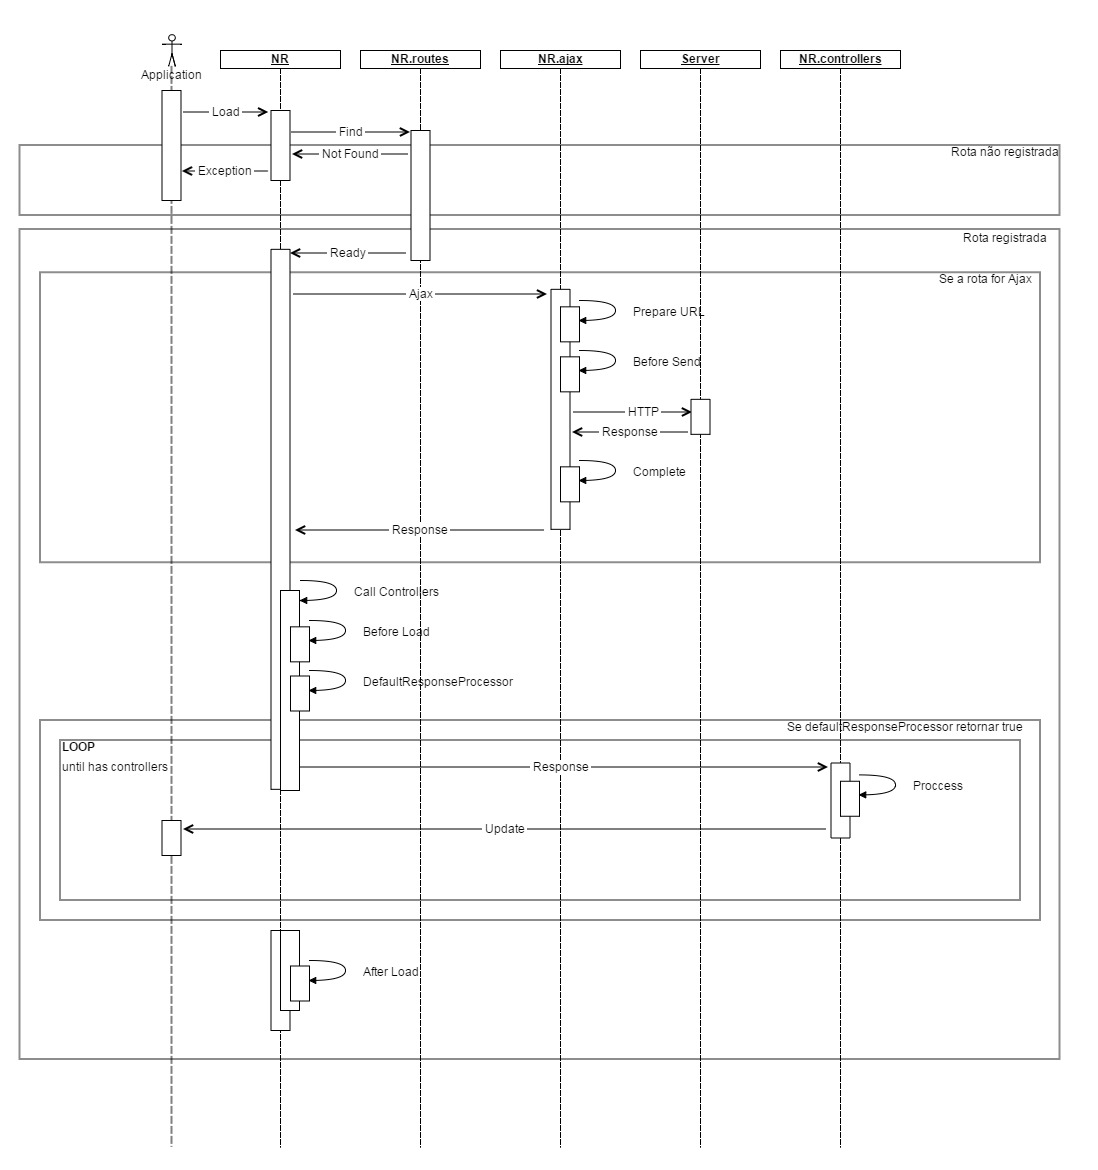 Application
NR
NR.routes
NR.ajax
Server
NR.controllers
Load
Find
Not Found
Rota não registrada
Exception
Rota registrada
Ready
Se a rota for Ajax
Ajax
Prepare URL
Before Send
HTTP
Response
Complete
Response
Call Controllers
Before Load
DefaultResponseProcessor
Se defaultResponseProcessor retornar true
LOOP
until has controllers
Response
Proccess
Update
After Load